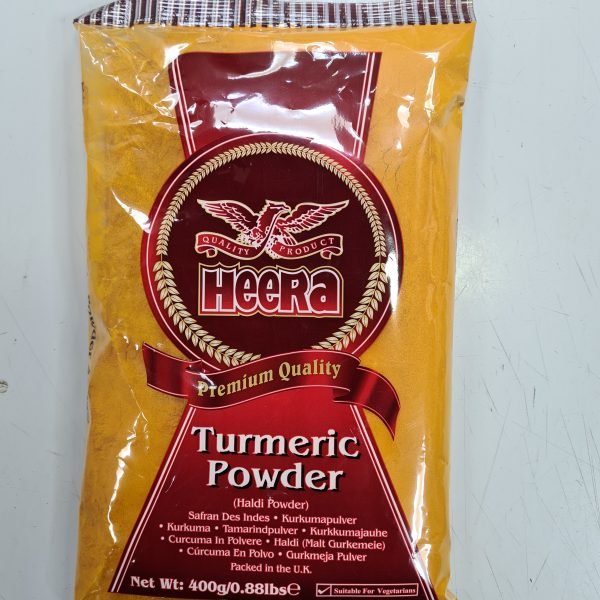 QUALITY PRODUCT
HEERA
Premium Quality
Turmeric
Powder
(Haldi Powder)
Safran Des Indes • Kurkumapulver
• Kurkuma • Tamarindpulver • Kurkkumajauhe
• Curcuma In Polvere • Haldi (Malt Gurkemeie)
• Cúrcuma En Polvo • Gurkmeja Pulver
Packed in the U.K.
Net Wt: 400g/0.88lbs℮
Suitable For Vegetarians